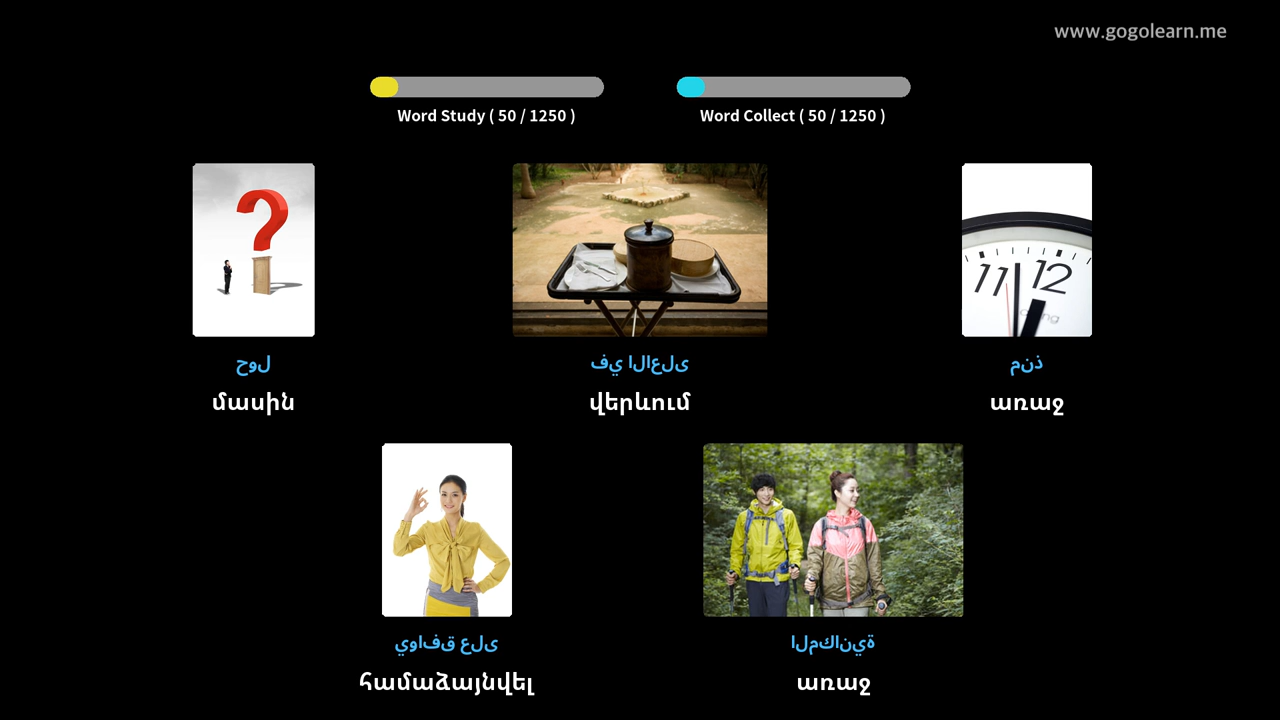 www.gogolearn.me
Word Study ( 50 / 1250 )
Word Collect ( 50 / 1250 )
حول
في الاعلى
منذ
մասին
վերևում
առաջ
يوافق على
المكانية
համաձայնվել
առաջ